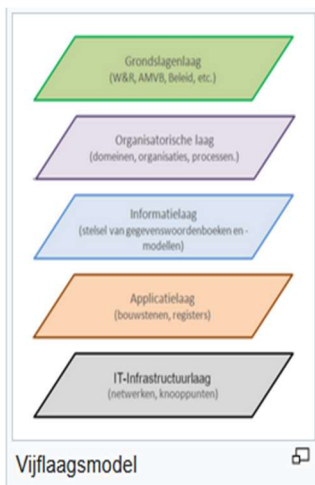 Grondslagenlaag
(W&R, AMVB, Beleid, etc.)
Organisatorische laag
(domeinen, organisaties, processen.)
Informatielaag
(stelsel van gegevenswoordenboeken en -
modellen)
Applicatielaag
(bouwstenen, registers)
IT-Infrastructuurlaag
(netwerken, knooppunten)
Vijflaagsmodel